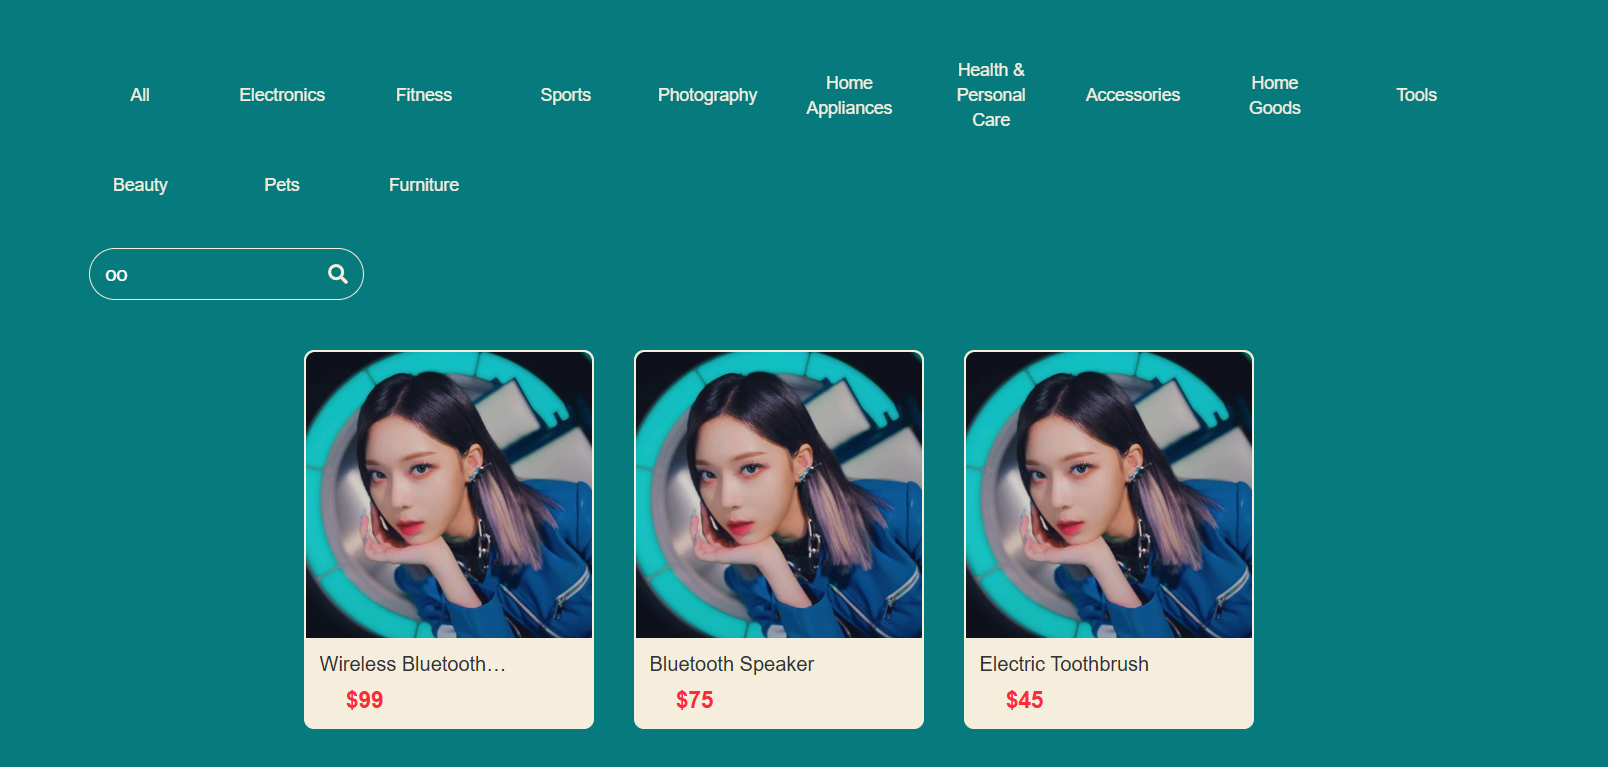 All
Electronics
Fitness
Sports
Photography
Home
Appliances
Health &
Personal
Care
Accessories
Home
Goods
Tools
Beauty
Pets
Furniture
oo
Wireless Bluetooth…
$99
Bluetooth Speaker
$75
Electric Toothbrush
$45